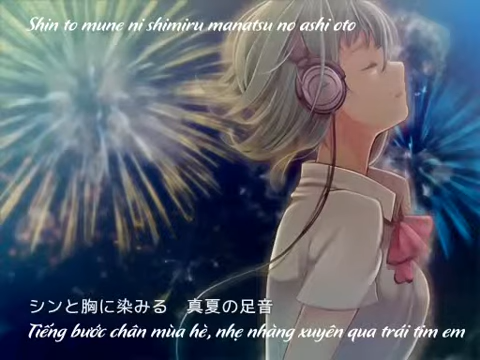 Shin to mune ni shimiru manatsu no ashi oto
シンと胸に染みる　真夏の足音
Tiếng bước chân mùa hè, nhẹ nhàng xuyên qua trái tim em